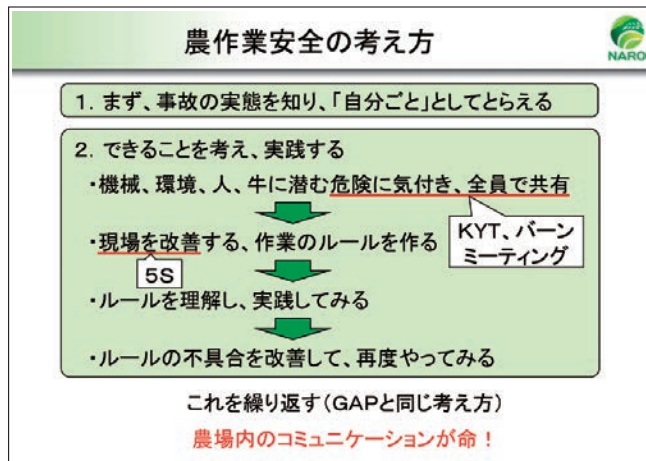 農作業安全の考え方
NARO
１．まず、事故の実態を知り、「自分ごと」としてとらえる
２．できることを考え、実践する
・機械、環境、人、牛に潜む危険に気付き、全員で共有
KYT、バーン
ミーティング
・現場を改善する、作業のルールを作る
５S
・ルールを理解し、実践してみる
・ルールの不具合を改善して、再度やってみる
これを繰り返す（GAPと同じ考え方）
農場内のコミュニケーションが命！